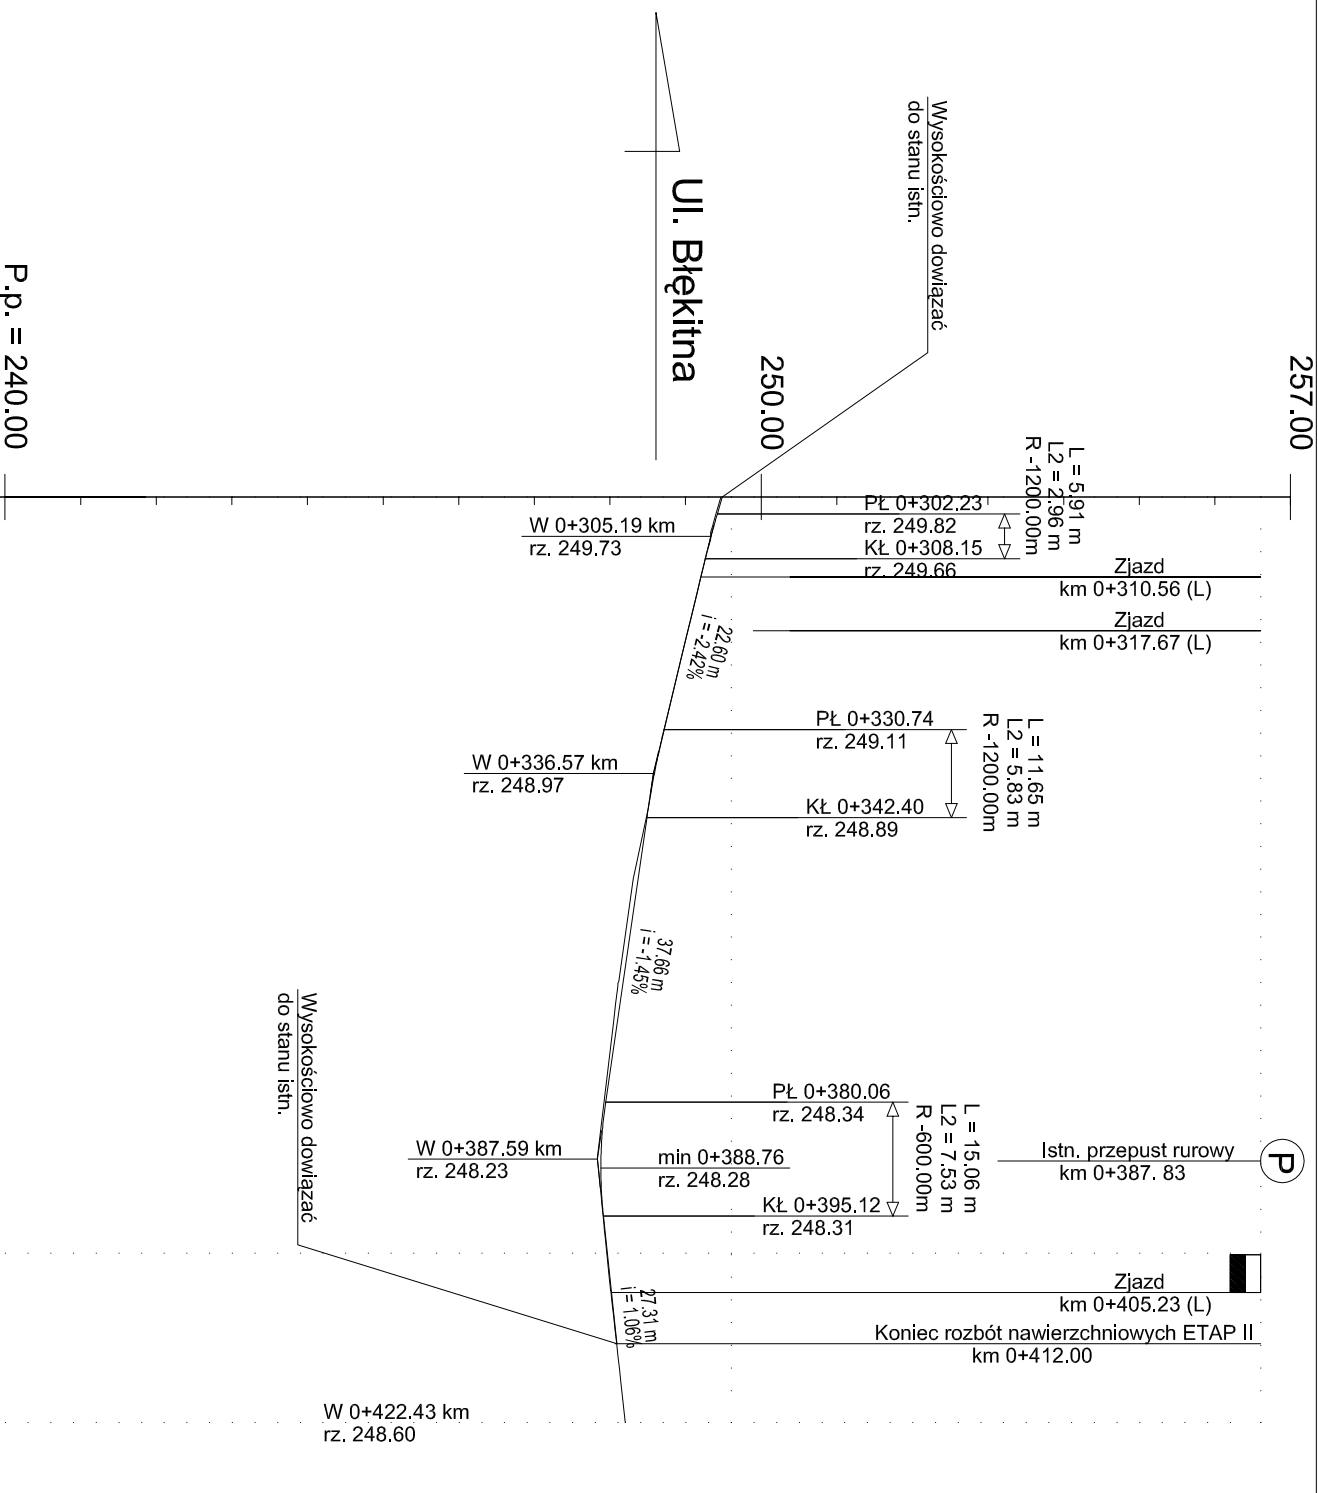 257.00
250.00
P.p. = 240.00
Ul. Błękitna
Wysokościowo dowiązać
do stanu istn.
L = 5.91 m
L2 = 2.96 m
R -1200.00m
PŁ 0+302.23
rz. 249.82
KŁ 0+308.15
rz. 249.66
W 0+305.19 km
rz. 249.73
Zjazd
km 0+310.56 (L)
Zjazd
km 0+317.67 (L)
22.60 m
i = -2.42%
L = 11.65 m
L2 = 5.83 m
R -1200.00m
PŁ 0+330.74
rz. 249.11
KŁ 0+342.40
rz. 248.89
W 0+336.57 km
rz. 248.97
37.66 m
i = -1.45%
Wysokościowo dowiązać
do stanu istn.
L = 15.06 m
L2 = 7.53 m
R -600.00m
PŁ 0+380.06
rz. 248.34
W 0+387.59 km
rz. 248.23
min 0+388.76
rz. 248.28
KŁ 0+395.12
rz. 248.31
P
Istn. przepust rurowy
km 0+387. 83
27.31 m
i = 1.06%
Zjazd
km 0+405.23 (L)
Koniec rozbót nawierzchniowych ETAP II
km 0+412.00
W 0+422.43 km
rz. 248.60